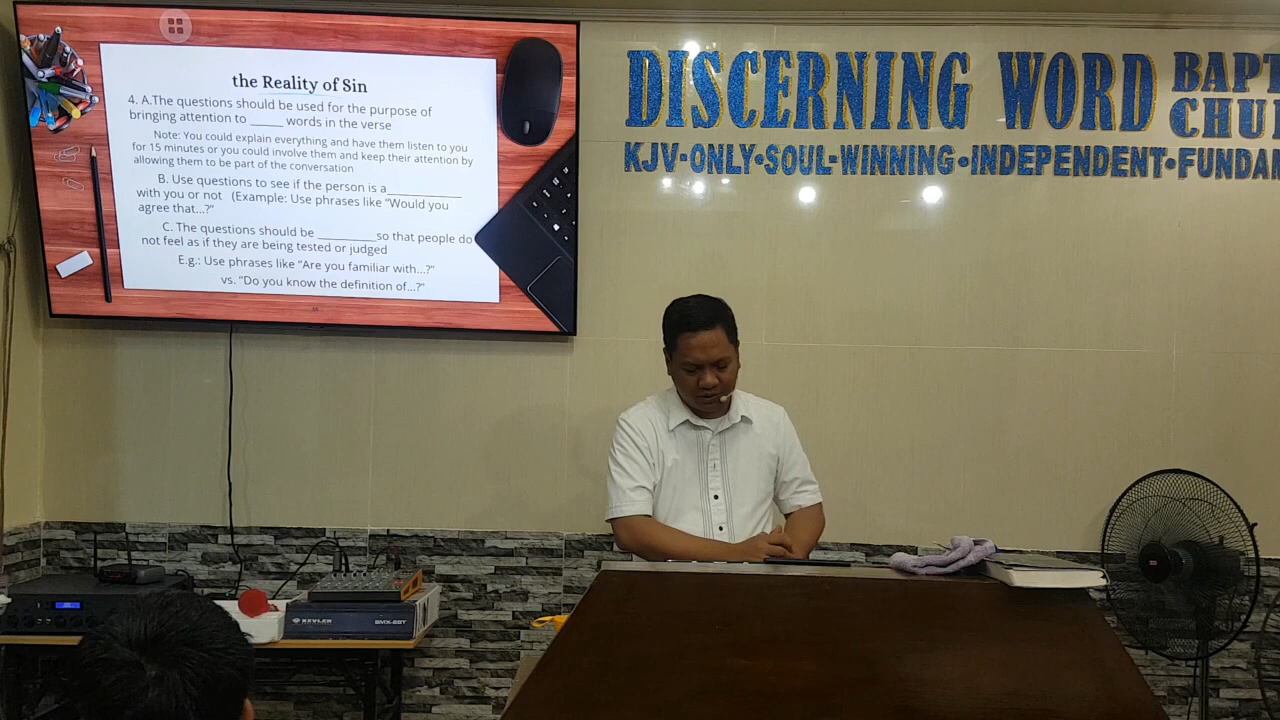 the Reality of Sin
4. A.The questions should be used for the purpose of
bringing attention to ______ words in the verse
Note: You could explain everything and have them listen to you
for 15 minutes or you could involve them and keep their attention by
allowing them to be part of the conversation
B. Use questions to see if the person is a____________
with you or not (Example: Use phrases like “Would you
agree that...?”
C. The questions should be __________so that people do
not feel as if they are being tested or judged
E.g.: Use phrases like “Are you familiar with...?”
vs. “Do you know the definition of...?”
DISCERNING WORD BAPT
CHU
KJV-ONLY•SOUL-WINNING•INDEPENDENT•FUNDAN
KEVLER
GMX-6BT